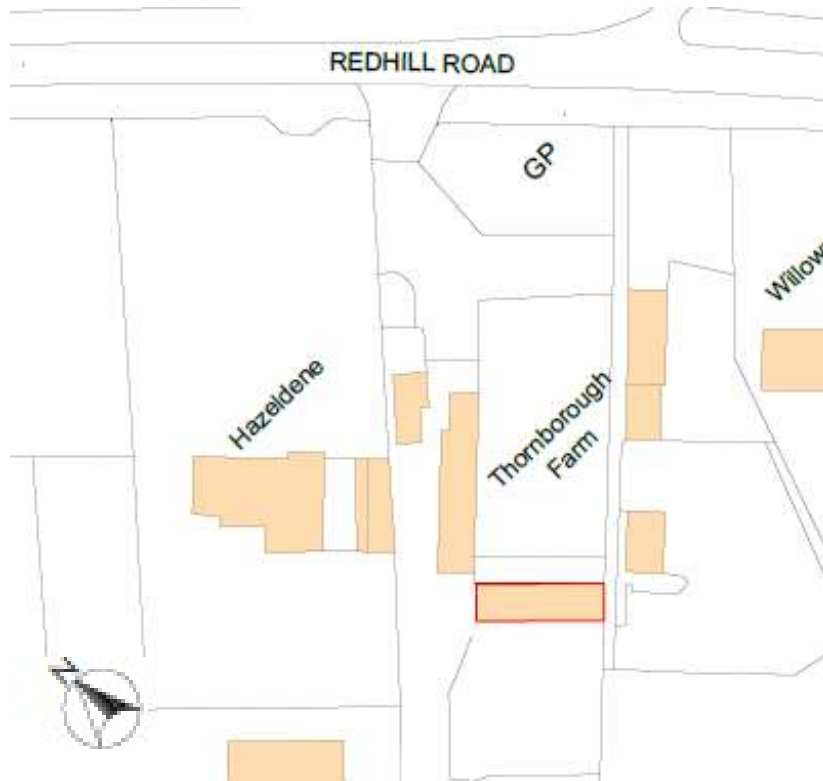 REDHILL ROAD
GP
Willow
Hazeldene
Thornborough
Farm
N